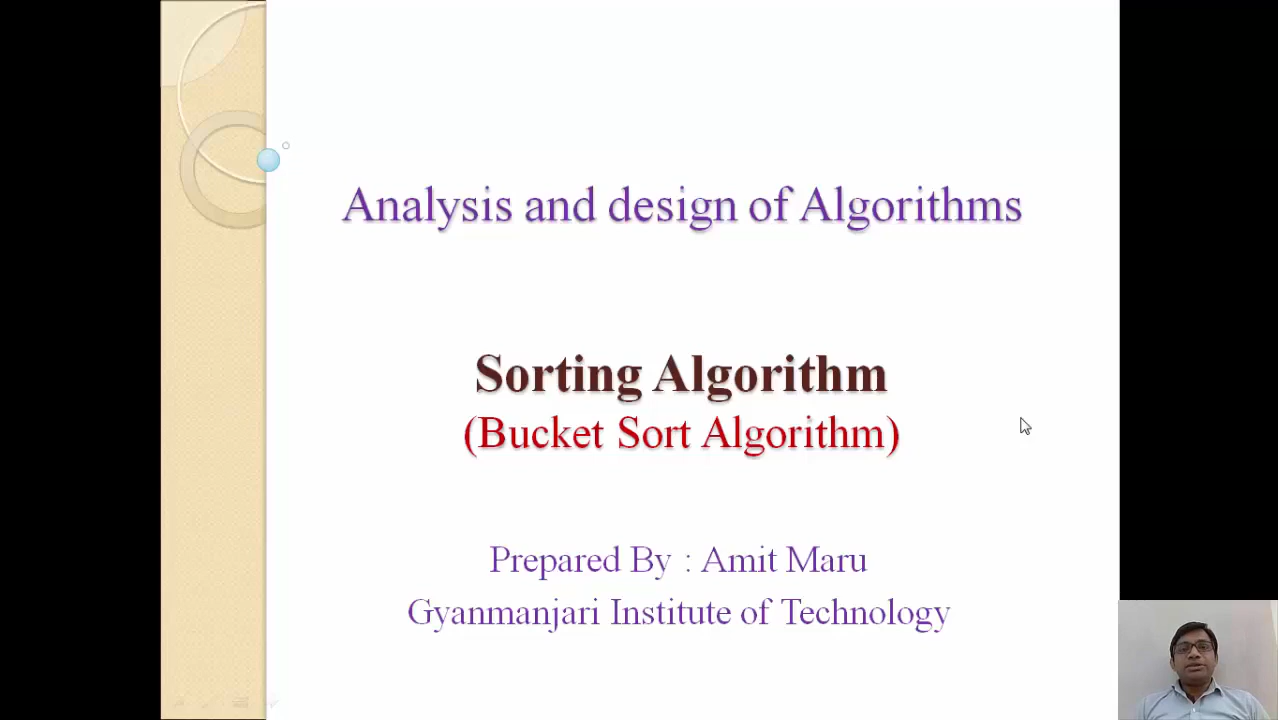 Analysis and design of Algorithms
Sorting Algorithm
(Bucket Sort Algorithm)
Prepared By : Amit Maru
Gyanmanjari Institute of Technology